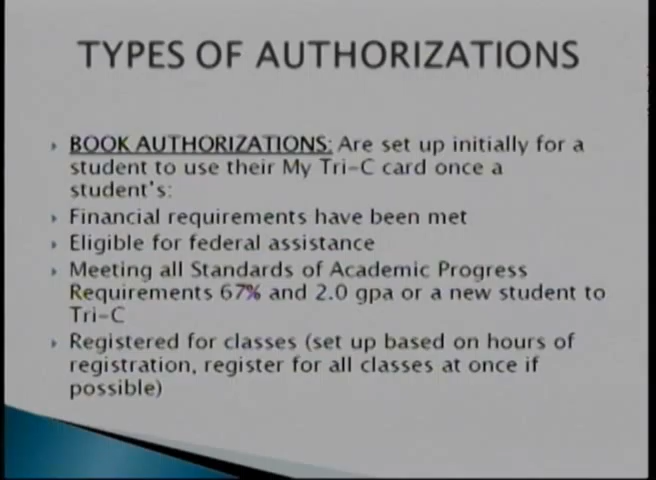 TYPES OF AUTHORIZATIONS
BOOK AUTHORIZATIONS: Are set up initially for a
student to use their My Tri-C card once a
student's:
Financial requirements have been met
Eligible for federal assistance
Meeting all Standards of Academic Progress
Requirements 67% and 2.0 gpa or a new student to
Tri-C
Registered for classes (set up based on hours of
registration, register for all classes at once if
possible)